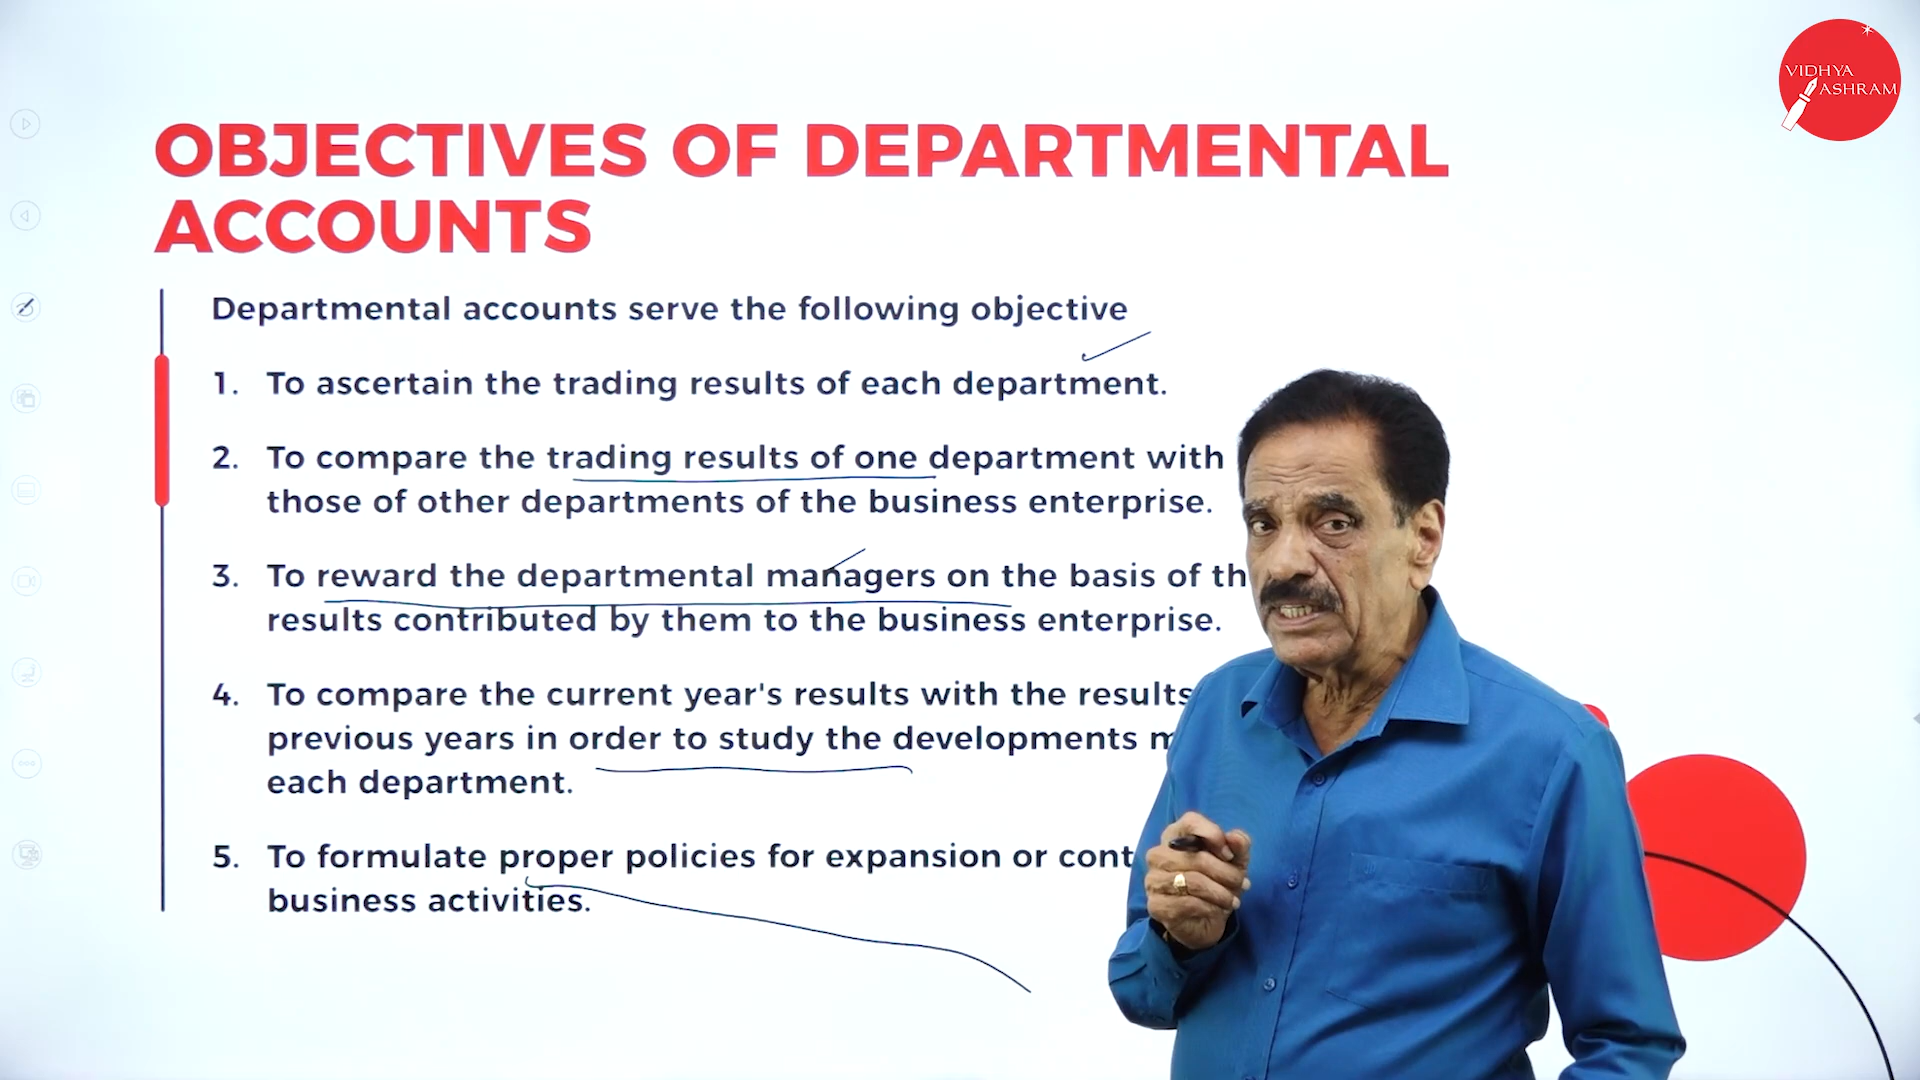 VIDHYA
ASHRAM
OBJECTIVES OF DEPARTMENTAL
ACCOUNTS
Departmental accounts serve the following objective
1. To ascertain the trading results of each department.
2. To compare the trading results of one department with
those of other departments of the business enterprise.
3. To reward the departmental managers on the basis of th
results contributed by them to the business enterprise.
4. To compare the current year's results with the results
previous years in order to study the developments
each department.
5. To formulate proper policies for expansion or cont
business activities.